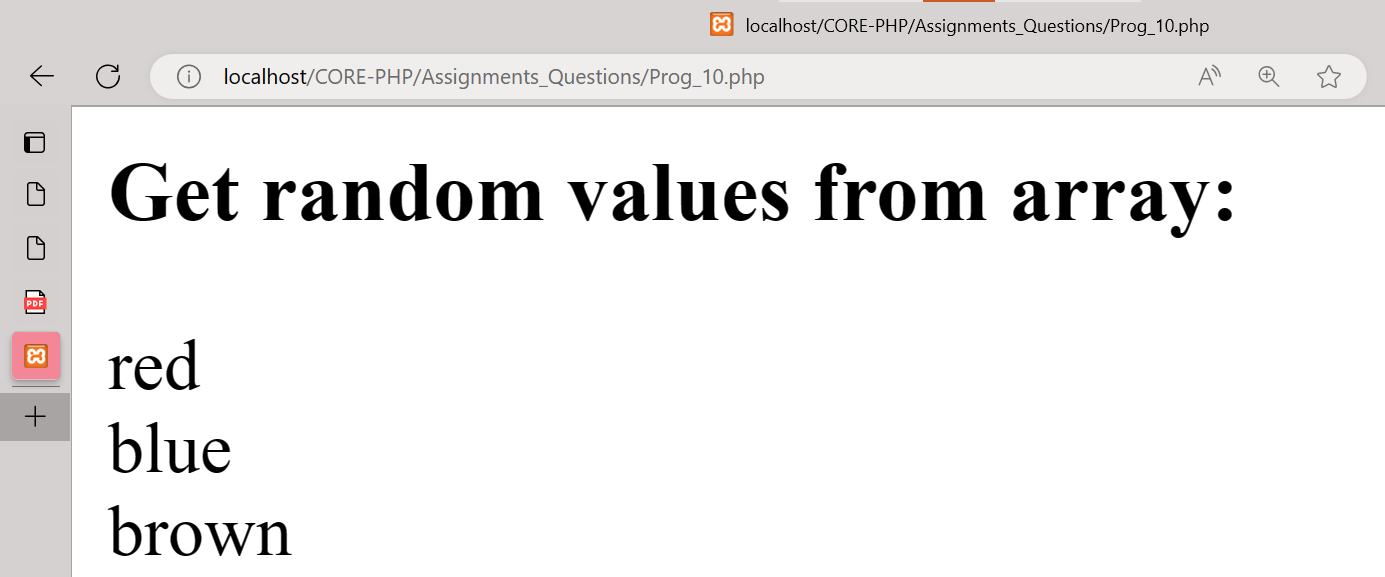 localhost/CORE-PHP/Assignments_Questions/Prog_10.php
localhost/CORE-PHP/Assignments_Questions/Prog_10.php
PDF
Get random values from array:
red
blue
brown